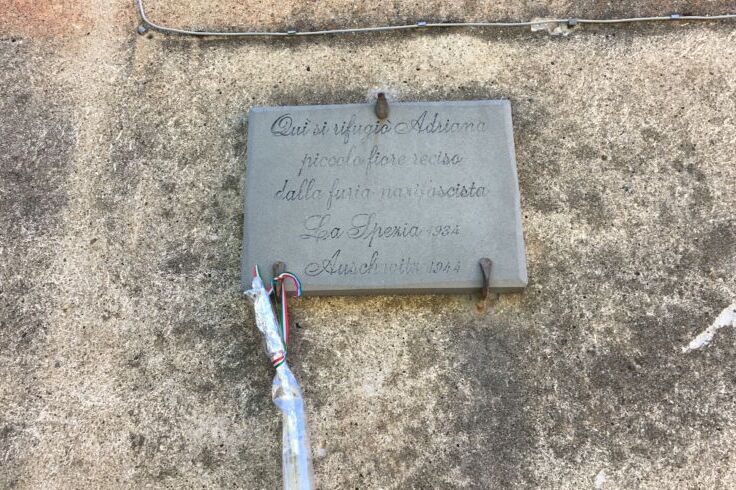 Qui si rifugiò Adriana
piccolo fiore reciso
dalla furia nazifascista
La Spezia 1934
Auschwitz 1944